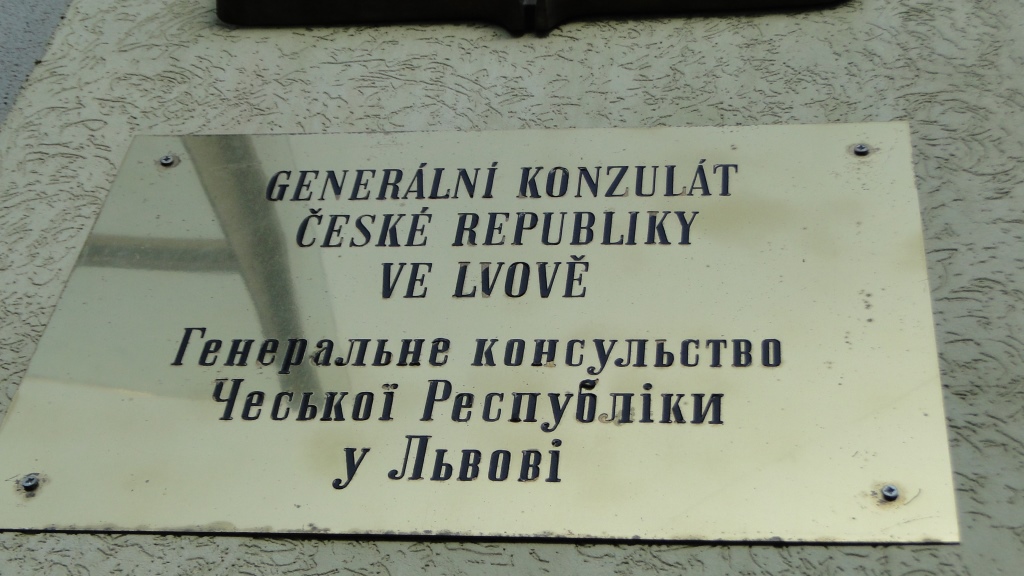 GENERÁLNÍ KONZULÁT
ČESKÉ REPUBLIKY
VE LVOVĚ
Генеральне консульство
Чеської Республіки
у Львові